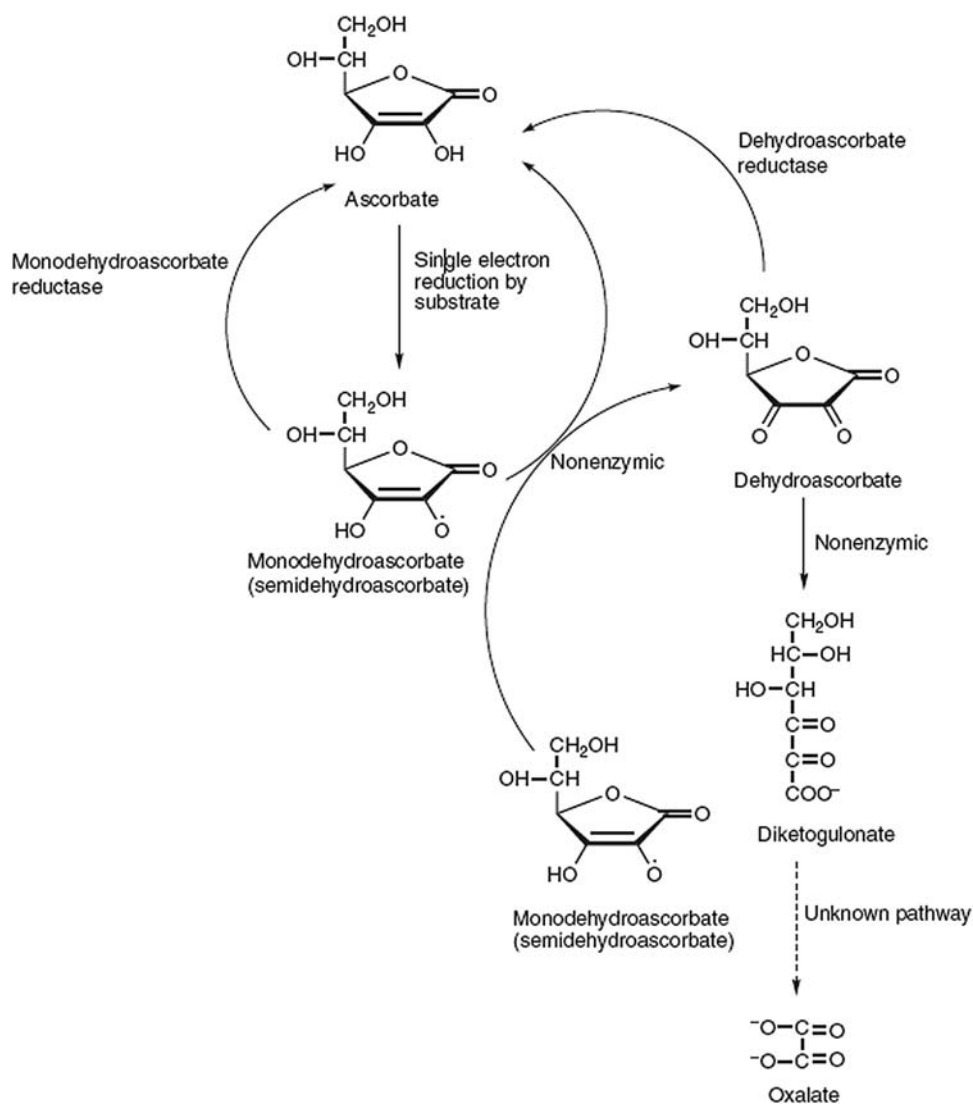 CH₂OH
OH—CH
O
O
HO
OH
Ascorbate
Dehydroascorbate
reductase
Monodehydroascorbate
reductase
Single electron
reduction by
substrate
CH₂OH
OH—CH
O
O
O
O
Dehydroascorbate
CH₂OH
OH—CH
O
O
HO
O
Nonenzymic
Monodehydroascorbate
(semidehydroascorbate)
Nonenzymic
CH₂OH
HC—OH
HO—CH
C=O
C=O
COO⁻
Diketogulonate
CH₂OH
OH—CH
O
O
HO
O
Monodehydroascorbate
(semidehydroascorbate)
Unknown pathway
⁻O—C=O
⁻O—C=O
Oxalate